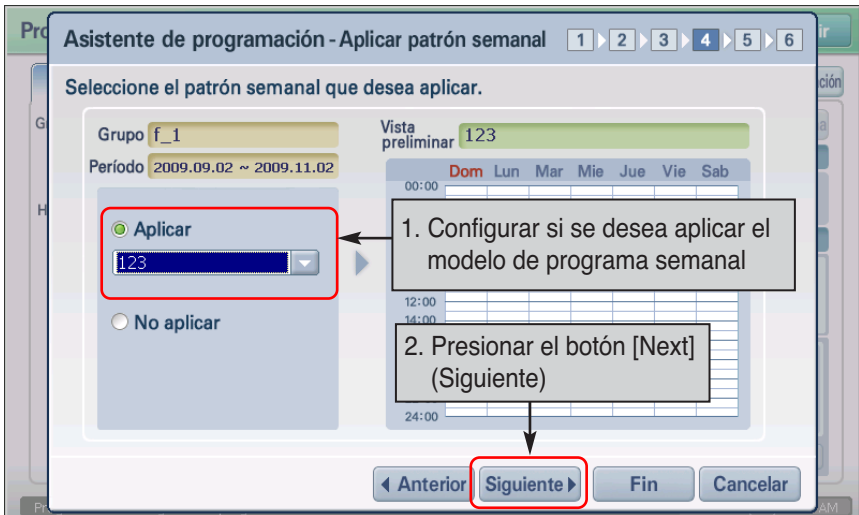 Asistente de programación - Aplicar patrón semanal 1 2 3 4 5 6
Seleccione el patrón semanal que desea aplicar.
Grupo f_1
Período 2009.09.02 ~ 2009.11.02
Aplicar
123
No aplicar
Vista preliminar 123
Dom Lun Mar Mie Jue Vie Sab
00:00
1. Configurar si se desea aplicar el
modelo de programa semanal
12:00
14:00
2. Presionar el botón [Next]
(Siguiente)
24:00
Anterior Siguiente Fin Cancelar
AM